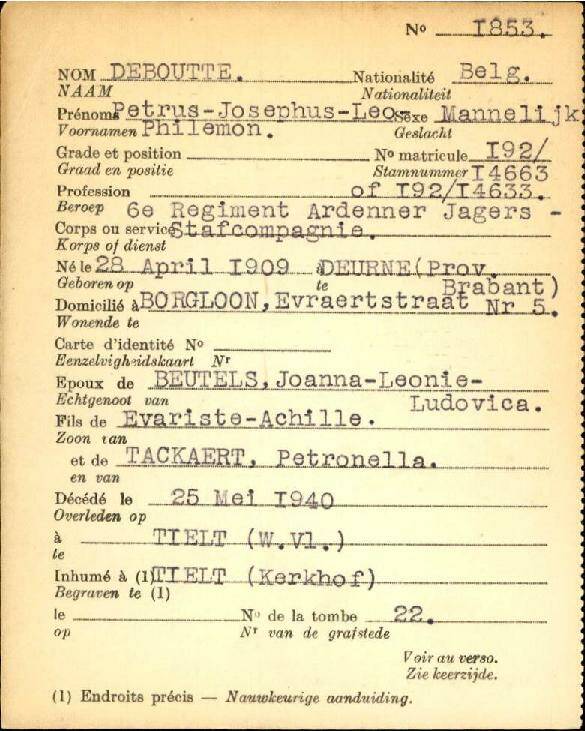 Nº I853.
NOM DEBOUTTE. Nationalité Belg.
NAAM Nationaliteit
Prénoms Petrus-Josephus-Leo- Sexe Mannelijk
Voornamen Philemon. Geslacht
Grade et position Nº matricule I92/
Graad en positie Stamnummer I4663
Profession of I92/I4633.
Beroep 6e Regiment Ardenner Jagers -
Corps ou service Stafcompagnie.
Korps of dienst
Né le 28 April I909 à DEURNE(Prov.
Geboren op te Brabant)
Domicilié à BORGLOON, Evraertstraat Nr 5.
Wonende te
Carte d'identité Nº
Eenzelvigheidskaart Nr
Epoux de BEUTELS, Joanna-Leonie-
Echtgenoot van Ludovica.
Fils de Evariste-Achille.
Zoon van
et de TACKAERT, Petronella.
en van
Décédé le 25 Mei I940
Overleden op
à TIELT (W.Vl.)
te
Inhumé à (1) TIELT (Kerkhof)
Begraven te (1)
le Nº de la tombe 22.
op Nr van de grafstede
Voir au verso.
Zie keerzijde.
(1) Endroits précis — Nauwkeurige aanduiding.